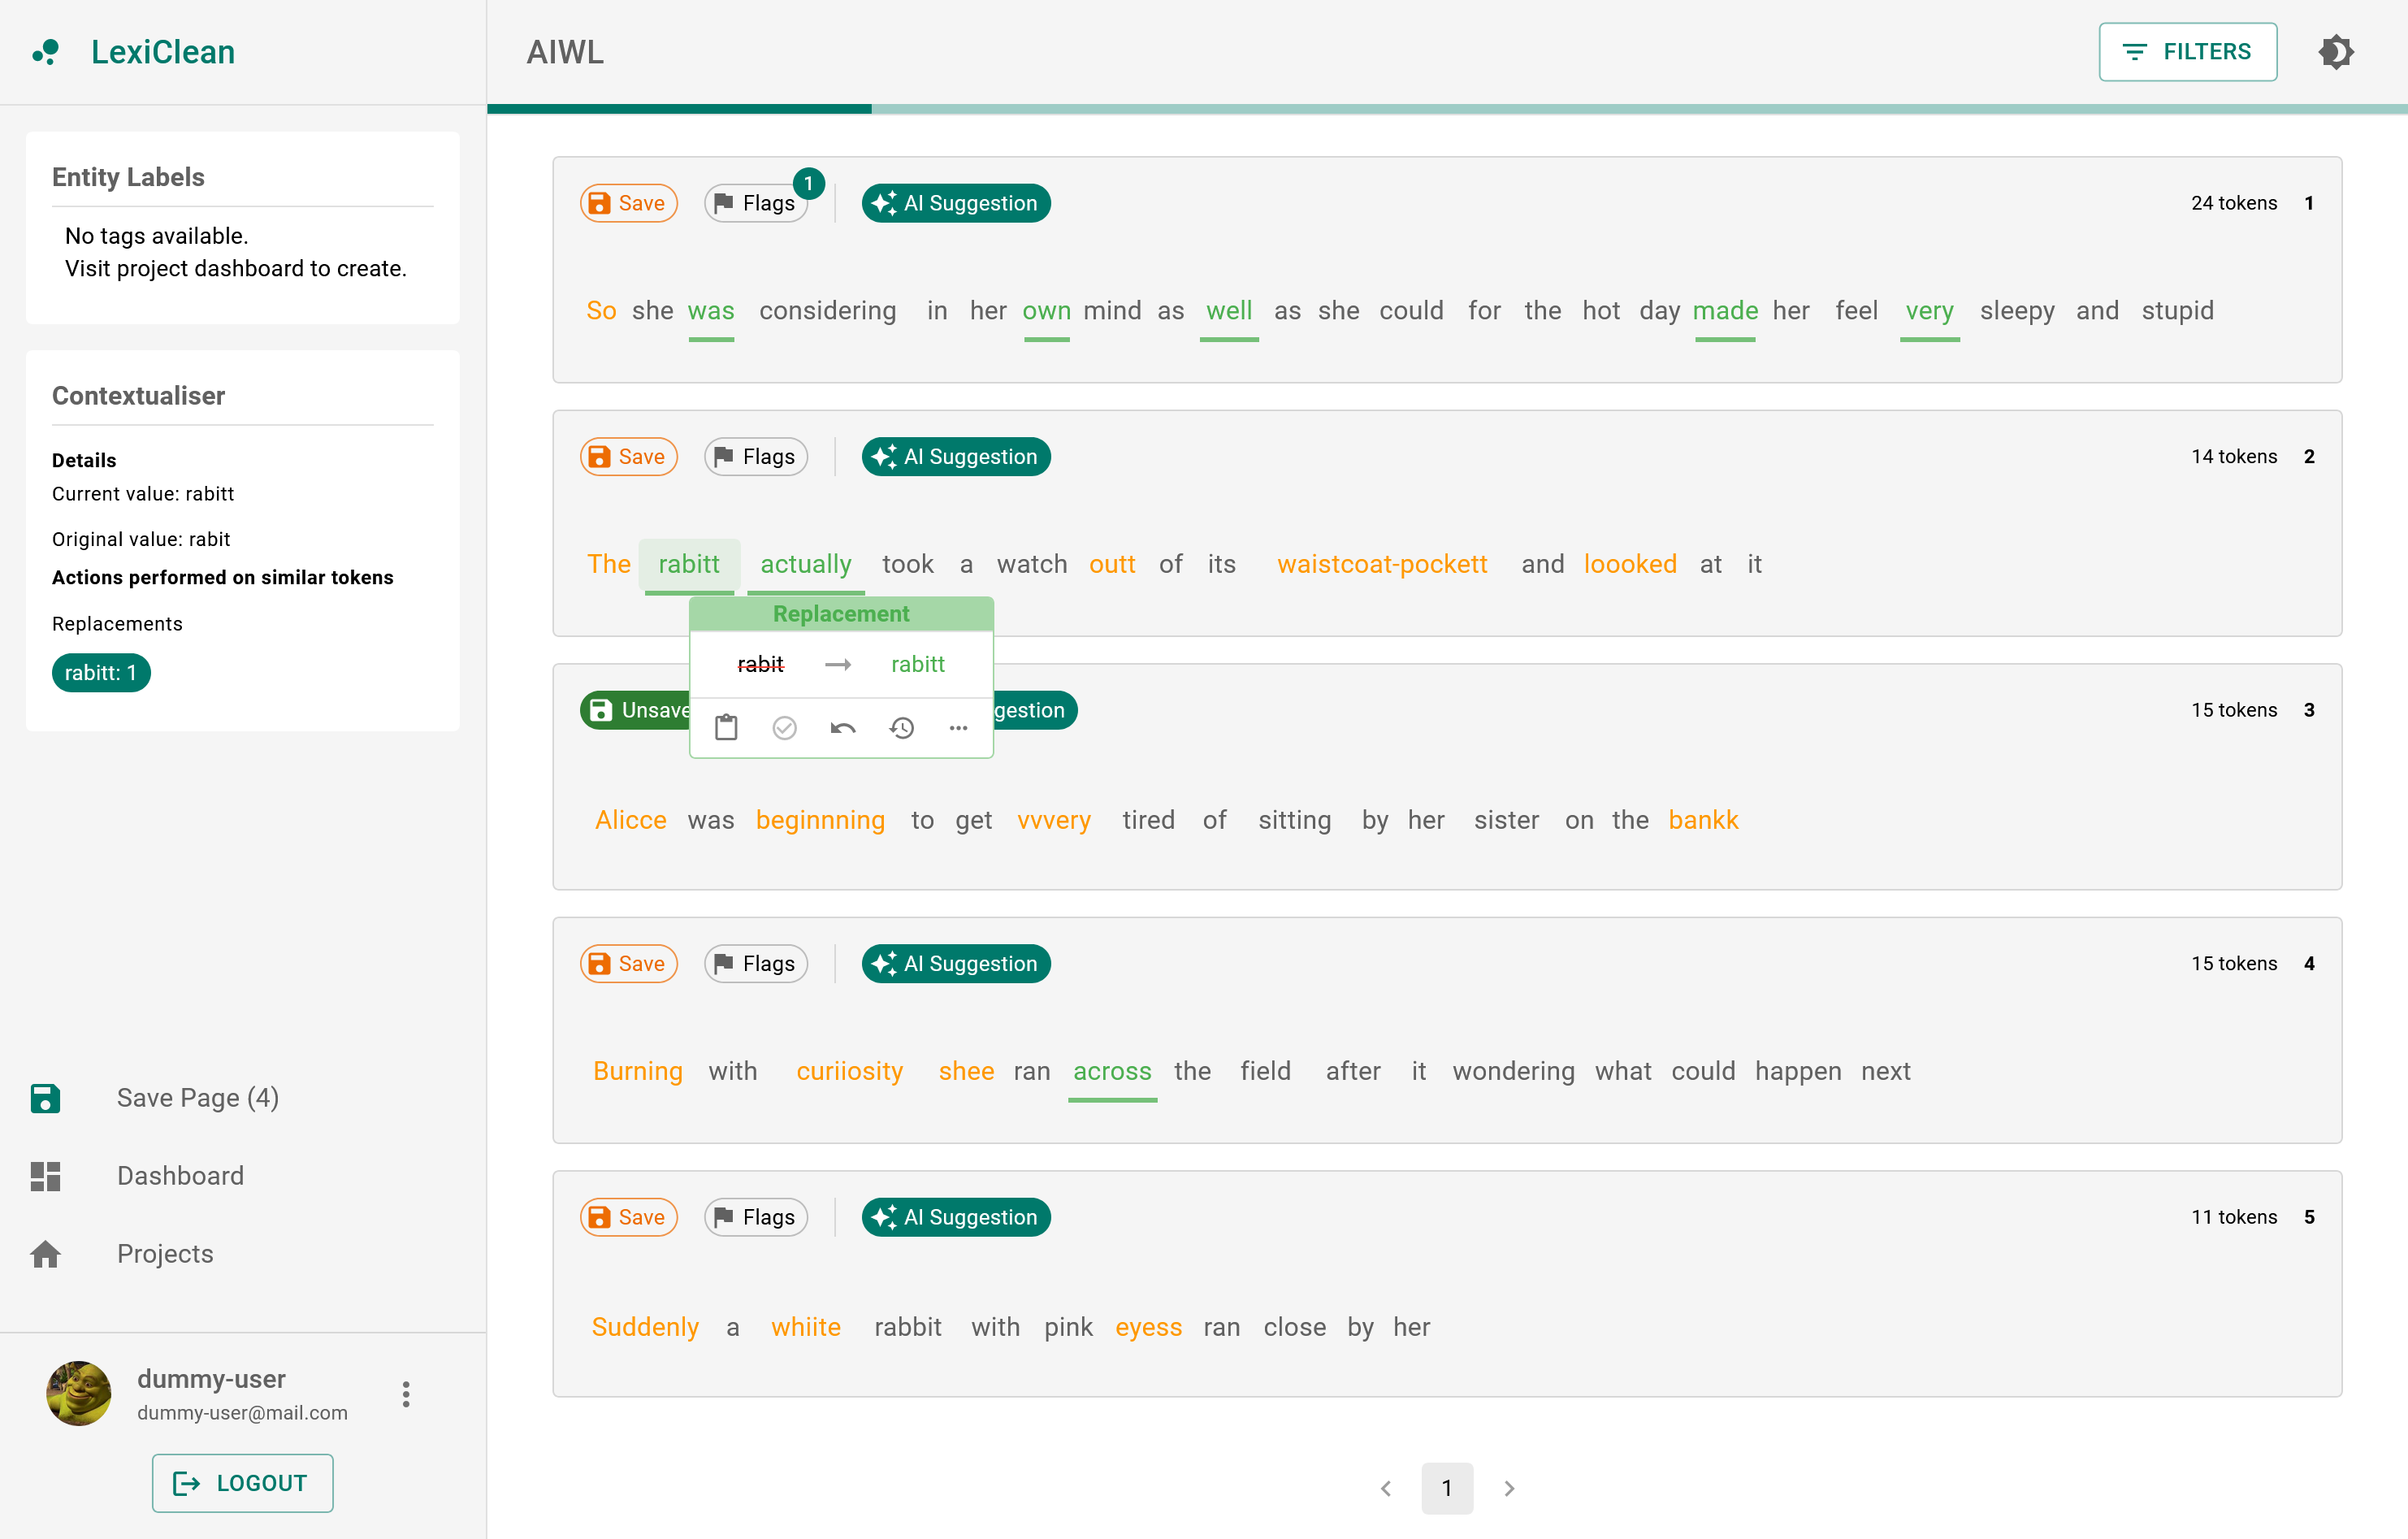 LexiClean
AIWL
FILTERS
Entity Labels
No tags available.
Visit project dashboard to create.
Contextualiser
Details
Current value: rabitt
Original value: rabit
Actions performed on similar tokens
Replacements
rabitt: 1
Save Page (4)
Dashboard
Projects
dummy-user
dummy-user@mail.com
LOGOUT
Save Flags 1 AI Suggestion 24 tokens 1
So she was considering in her own mind as well as she could for the hot day made her feel very sleepy and stupid
Save Flags AI Suggestion 14 tokens 2
The rabitt actually took a watch outt of its waistcoat-pockett and loooked at it
Replacement
rabit → rabitt
Unsave gestion 15 tokens 3
Alicce was beginnning to get vvvery tired of sitting by her sister on the bankk
Save Flags AI Suggestion 15 tokens 4
Burning with curiiosity shee ran across the field after it wondering what could happen next
Save Flags AI Suggestion 11 tokens 5
Suddenly a whiite rabbit with pink eyess ran close by her
1